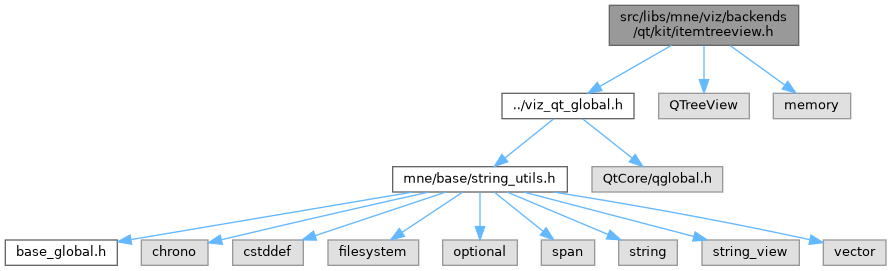 src/libs/mne/viz/backends
/qt/kit/itemtreeview.h
../viz_qt_global.h
QTreeView
memory
mne/base/string_utils.h
QtCore/qglobal.h
base_global.h
chrono
cstddef
filesystem
optional
span
string
string_view
vector